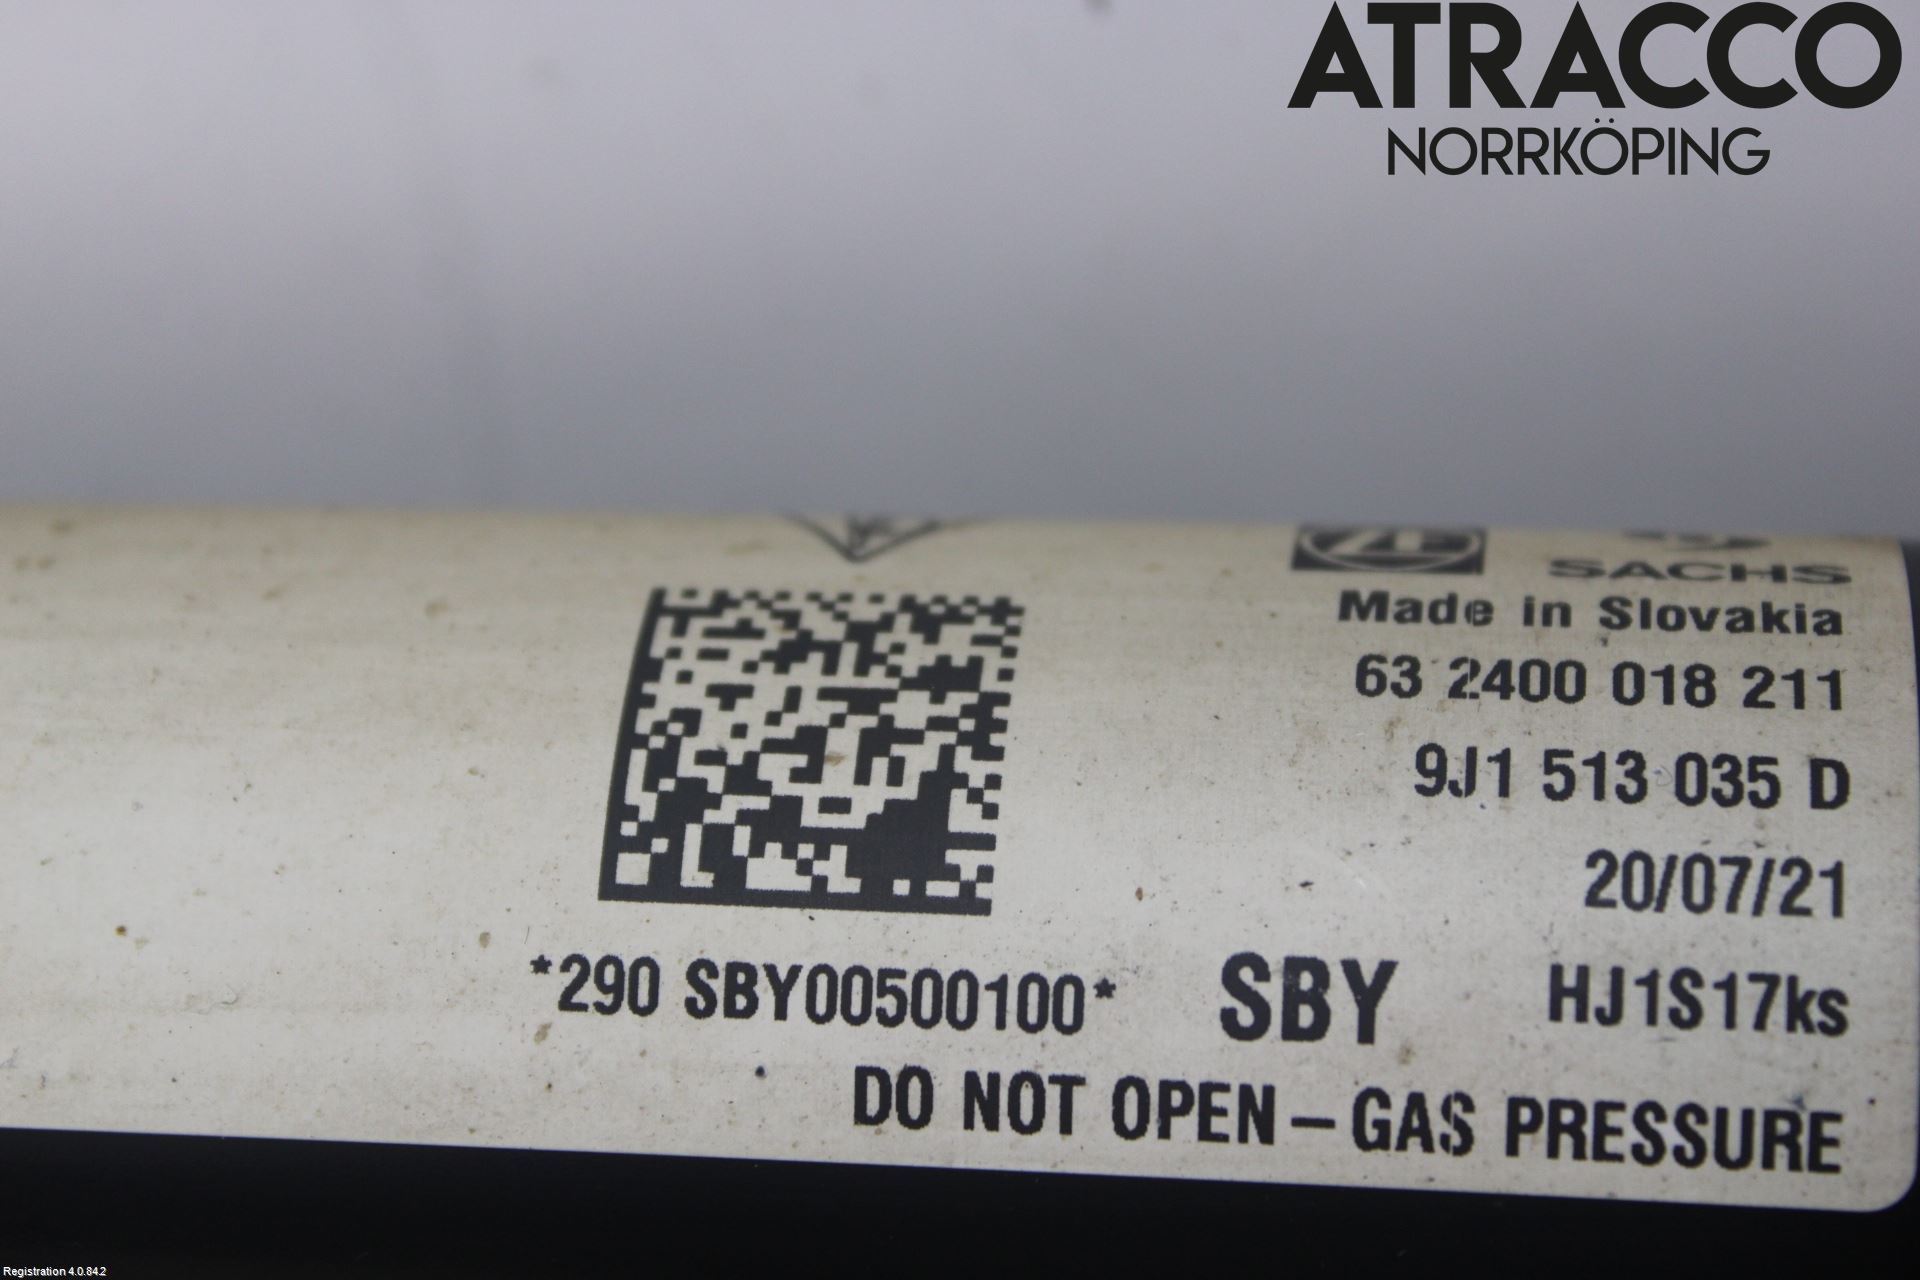 ATRACCO
NORRKÖPING
ZF
SACHS
Made in Slovakia
63 2400 018 211
9J1 513 035 D
20/07/21
*290 SBY00500100* SBY HJ1S17ks
DO NOT OPEN – GAS PRESSURE
Registration 4.0.84.2